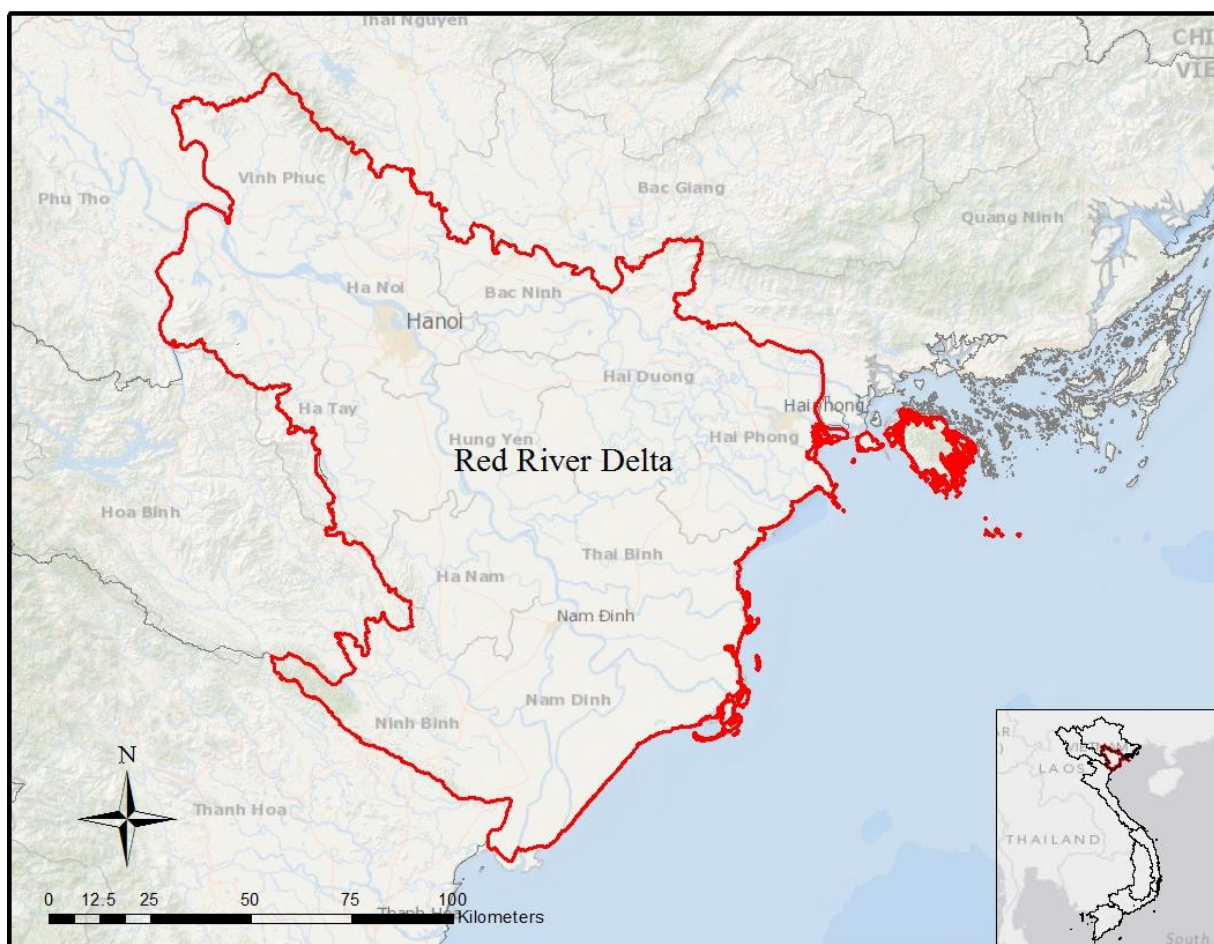 Thai Nguyen
CHI
VIE
Vinh Phuc
Phu Tho
Bac Giang
Quang Ninh
Ha Noi
Bac Ninh
Hanoi
Hai Duong
Ha Tay
Haiphong
Hung Yen
Hai Phong
Red River Delta
Hoa Binh
Thai Binh
Ha Nam
Nam Đinh
Nam Dinh
Ninh Binh
N
Thanh Hoa
0 12.5 25 50 75 100
Kilometers
LAOS
THAILAND
South